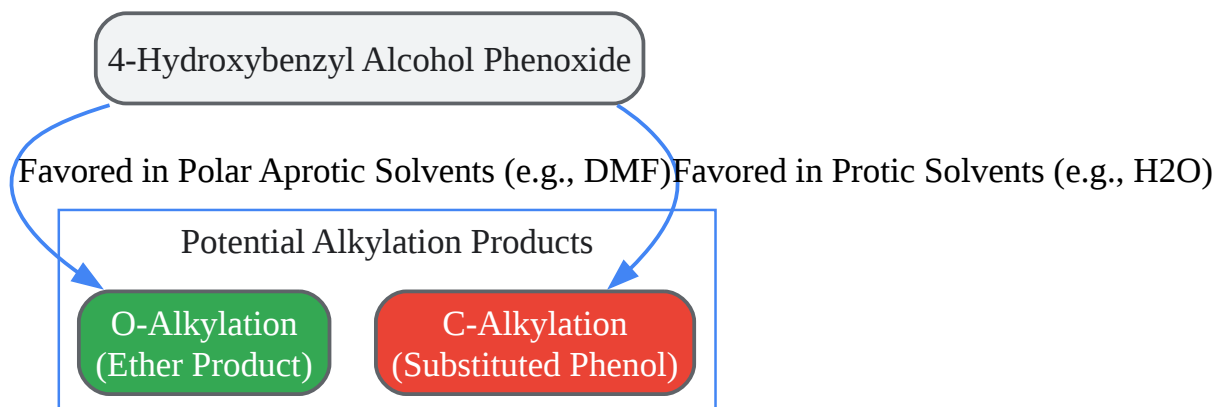 4-Hydroxybenzyl Alcohol Phenoxide
Favored in Polar Aprotic Solvents (e.g., DMF)
Favored in Protic Solvents (e.g., H2O)
Potential Alkylation Products
O-Alkylation
(Ether Product)
C-Alkylation
(Substituted Phenol)